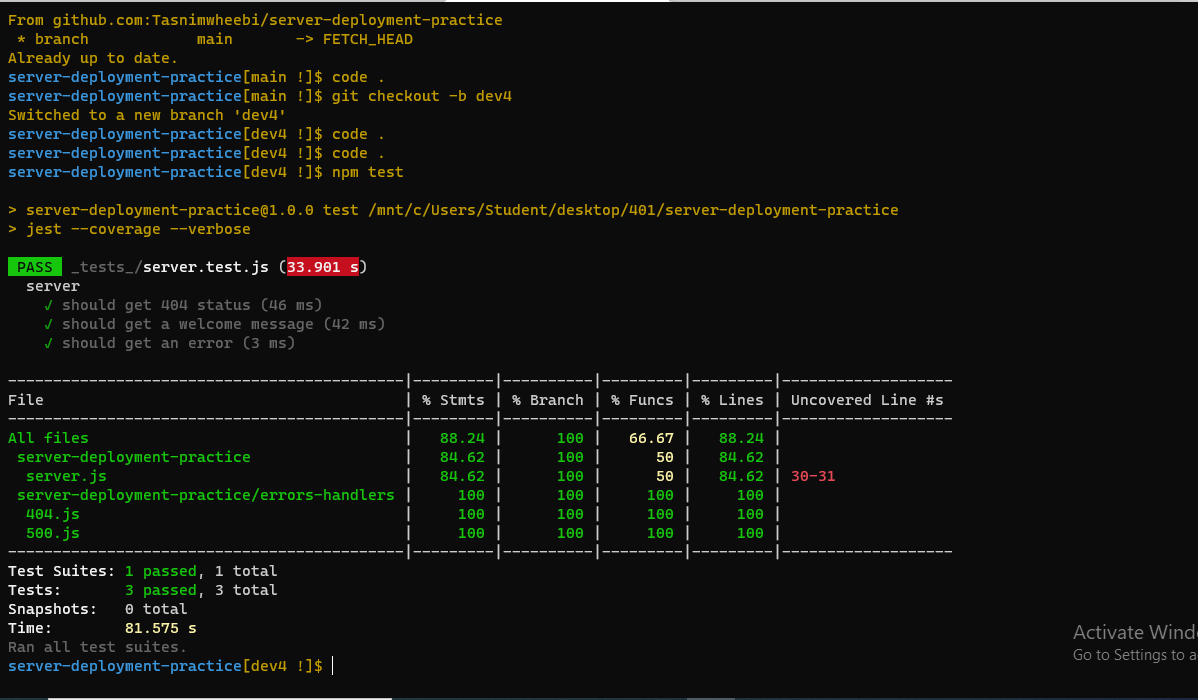 From github.com:Tasnimwheebi/server-deployment-practice
 * branch            main       -> FETCH_HEAD
Already up to date.
server-deployment-practice[main !]$ code .
server-deployment-practice[main !]$ git checkout -b dev4
Switched to a new branch 'dev4'
server-deployment-practice[dev4 !]$ code .
server-deployment-practice[dev4 !]$ code .
server-deployment-practice[dev4 !]$ npm test
> server-deployment-practice@1.0.0 test /mnt/c/Users/Student/desktop/401/server-deployment-practice
> jest --coverage --verbose
PASS _tests_/server.test.js (33.901 s)
  server
    √ should get 404 status (46 ms)
    √ should get a welcome message (42 ms)
    √ should get an error (3 ms)
--------------------------------------------|---------|----------|---------|---------|-------------------
File                                        | % Stmts | % Branch | % Funcs | % Lines | Uncovered Line #s
--------------------------------------------|---------|----------|---------|---------|-------------------
All files                                   |   88.24 |      100 |   66.67 |   88.24 |
 server-deployment-practice                 |   84.62 |      100 |      50 |   84.62 |
  server.js                                 |   84.62 |      100 |      50 |   84.62 | 30-31
 server-deployment-practice/errors-handlers |     100 |      100 |     100 |     100 |
  404.js                                    |     100 |      100 |     100 |     100 |
  500.js                                    |     100 |      100 |     100 |     100 |
--------------------------------------------|---------|----------|---------|---------|-------------------
Test Suites: 1 passed, 1 total
Tests:       3 passed, 3 total
Snapshots:   0 total
Time:        81.575 s
Ran all test suites.
server-deployment-practice[dev4 !]$
Activate Windo
Go to Settings to a